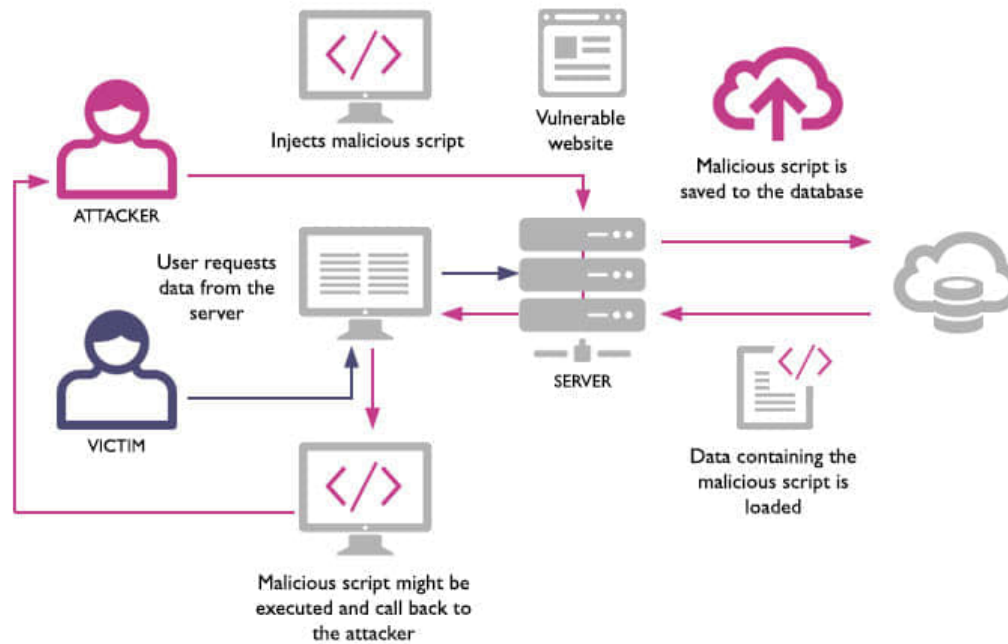 Injects malicious script
Vulnerable
website
Malicious script is
saved to the database
ATTACKER
User requests
data from the
server
SERVER
VICTIM
Data containing the
malicious script is
loaded
Malicious script might be
executed and call back to
the attacker